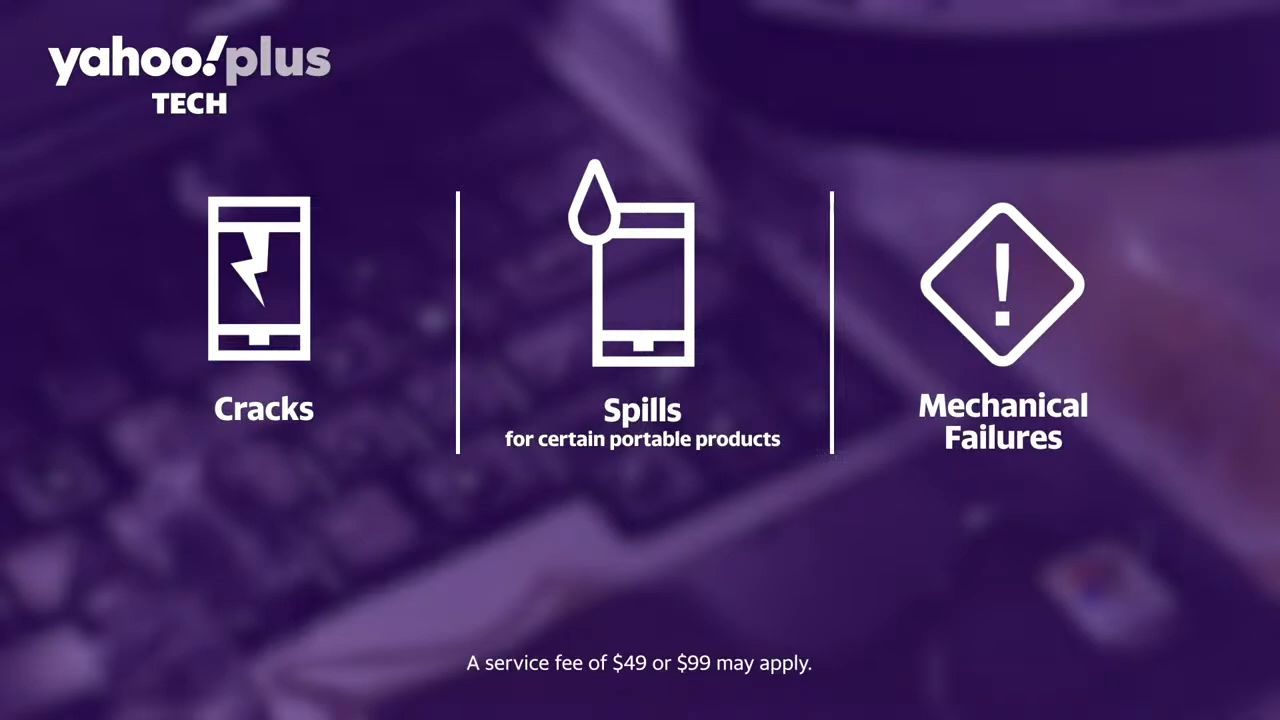 yahoo!plus
TECH
Cracks
Spills
for certain portable products
Mechanical
Failures
A service fee of $49 or $99 may apply.